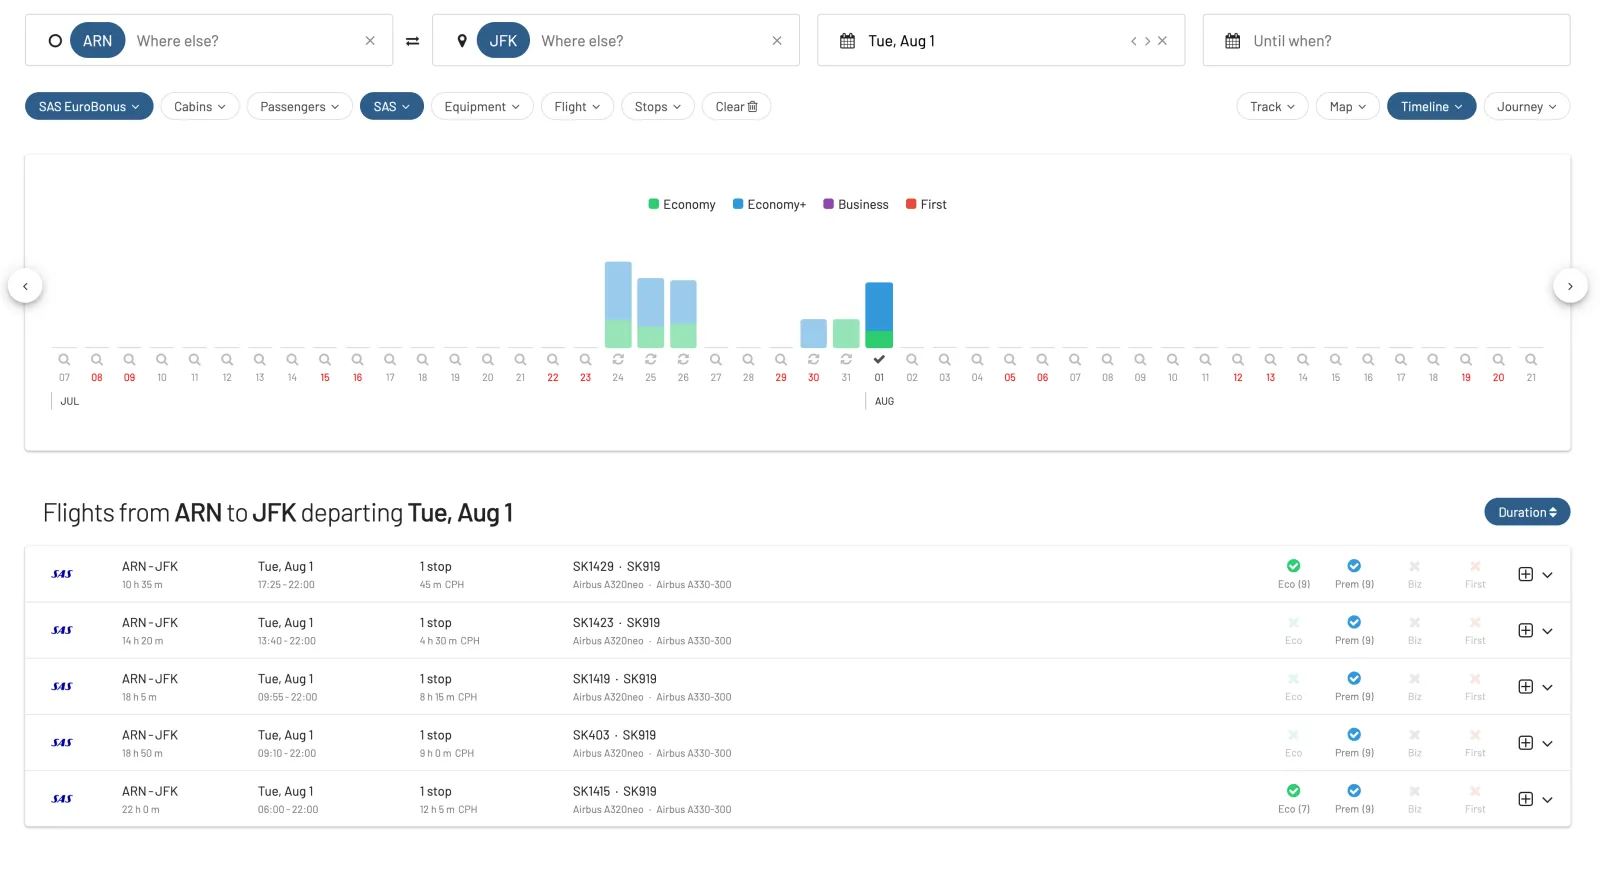 ARN Where else? JFK Where else? Tue, Aug 1 Until when?
SAS EuroBonus Cabins Passengers SAS Equipment Flight Stops Clear Track Map Timeline Journey
Economy Economy+ Business First
07 08 09 10 11 12 13 14 15 16 17 18 19 20 21 22 23 24 25 26 27 28 29 30 31 01 02 03 04 05 06 07 08 09 10 11 12 13 14 15 16 17 18 19 20 21
JUL AUG
Flights from ARN to JFK departing Tue, Aug 1 Duration
SAS
ARN - JFK Tue, Aug 1 1 stop SK1429 · SK919
10 h 35 m 17:25 - 22:00 45 m CPH Airbus A320neo · Airbus A330-300 Eco (9) Prem (9) Biz First
SAS
ARN - JFK Tue, Aug 1 1 stop SK1423 · SK919
14 h 20 m 13:40 - 22:00 4 h 30 m CPH Airbus A320neo · Airbus A330-300 Eco Prem (9) Biz First
SAS
ARN - JFK Tue, Aug 1 1 stop SK1419 · SK919
18 h 5 m 09:55 - 22:00 8 h 15 m CPH Airbus A320neo · Airbus A330-300 Eco Prem (9) Biz First
SAS
ARN - JFK Tue, Aug 1 1 stop SK403 · SK919
18 h 50 m 09:10 - 22:00 9 h 0 m CPH Airbus A320neo · Airbus A330-300 Eco Prem (9) Biz First
SAS
ARN - JFK Tue, Aug 1 1 stop SK1415 · SK919
22 h 0 m 06:00 - 22:00 12 h 5 m CPH Airbus A320neo · Airbus A330-300 Eco (7) Prem (9) Biz First